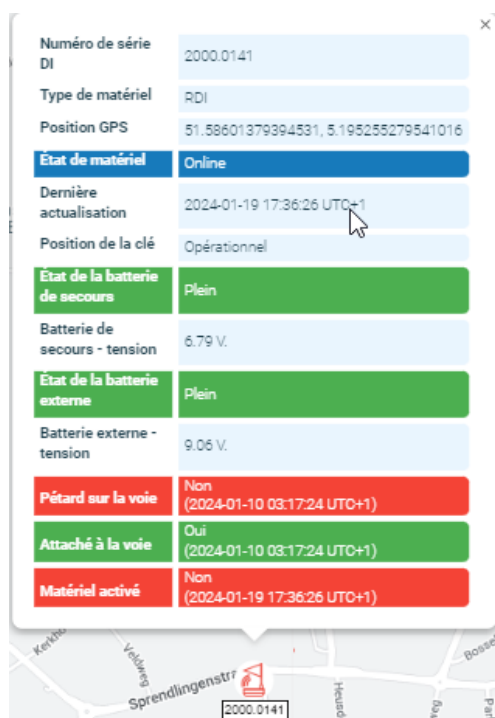 ×
Numéro de série
DI
2000.0141
Type de matériel
RDI
Position GPS
51.58601379394531, 5.195255279541016
État de matériel
Online
Dernière
actualisation
2024-01-19 17:36:26 UTC+1
Position de la clé
Opérationnel
État de la batterie
de secours
Plein
Batterie de
secours - tension
6.79 V.
État de la batterie
externe
Plein
Batterie externe -
tension
9.06 V.
Pétard sur la voie
Non
(2024-01-10 03:17:24 UTC+1)
Attaché à la voie
Oui
(2024-01-10 03:17:24 UTC+1)
Matériel activé
Non
(2024-01-19 17:36:26 UTC+1)
Veldweg
Sprendlingenstr
2000.0141